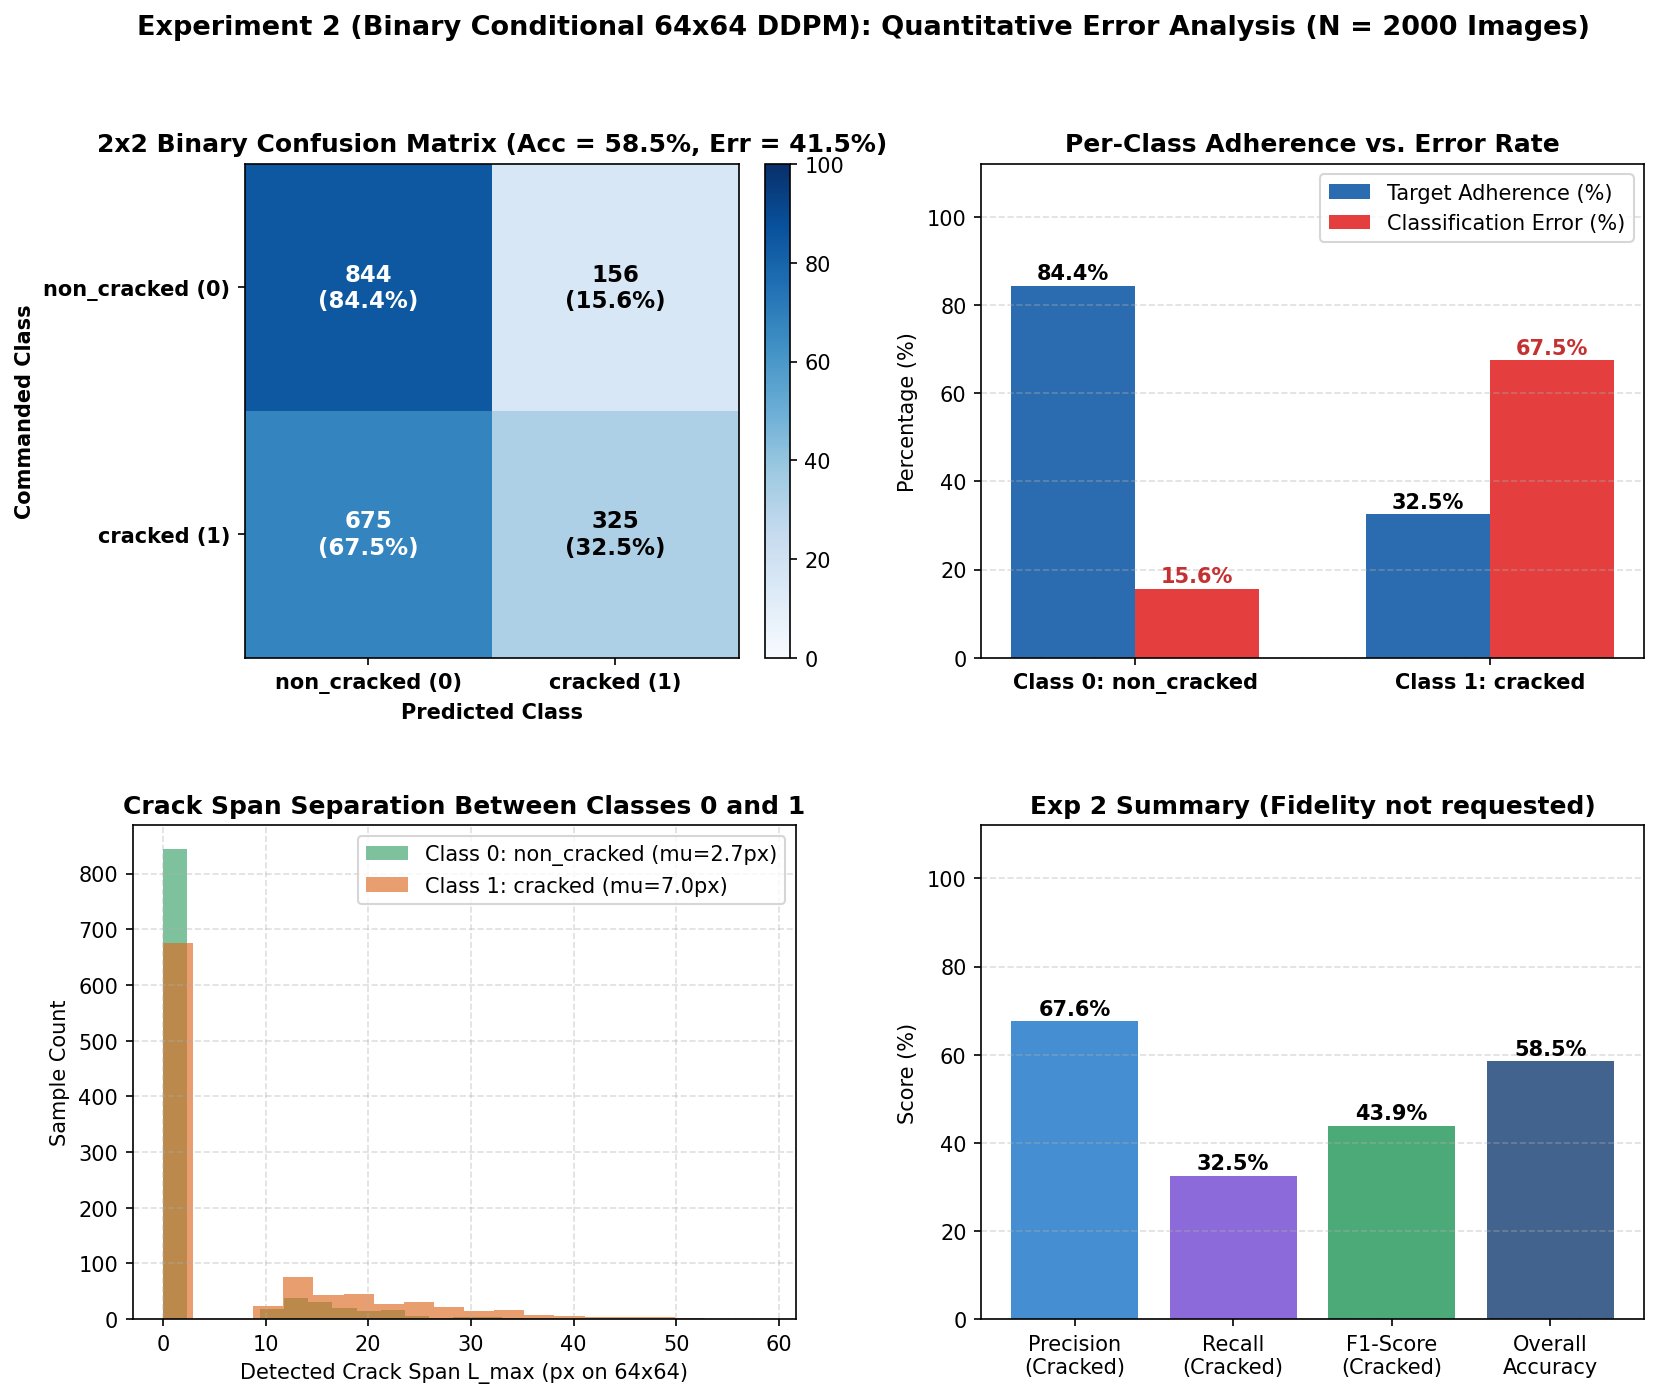 Experiment 2 (Binary Conditional 64x64 DDPM): Quantitative Error Analysis (N = 2000 Images)
2x2 Binary Confusion Matrix (Acc = 58.5%, Err = 41.5%)
Commanded Class
non_cracked (0)
cracked (1)
844
(84.4%)
156
(15.6%)
675
(67.5%)
325
(32.5%)
non_cracked (0)
cracked (1)
Predicted Class
100
80
60
40
20
0
Per-Class Adherence vs. Error Rate
Percentage (%)
100
80
60
40
20
0
Target Adherence (%)
Classification Error (%)
84.4%
15.6%
32.5%
67.5%
Class 0: non_cracked
Class 1: cracked
Crack Span Separation Between Classes 0 and 1
Sample Count
800
700
600
500
400
300
200
100
0
Class 0: non_cracked (mu=2.7px)
Class 1: cracked (mu=7.0px)
0
10
20
30
40
50
60
Detected Crack Span L_max (px on 64x64)
Exp 2 Summary (Fidelity not requested)
Score (%)
100
80
60
40
20
0
67.6%
32.5%
43.9%
58.5%
Precision
(Cracked)
Recall
(Cracked)
F1-Score
(Cracked)
Overall
Accuracy